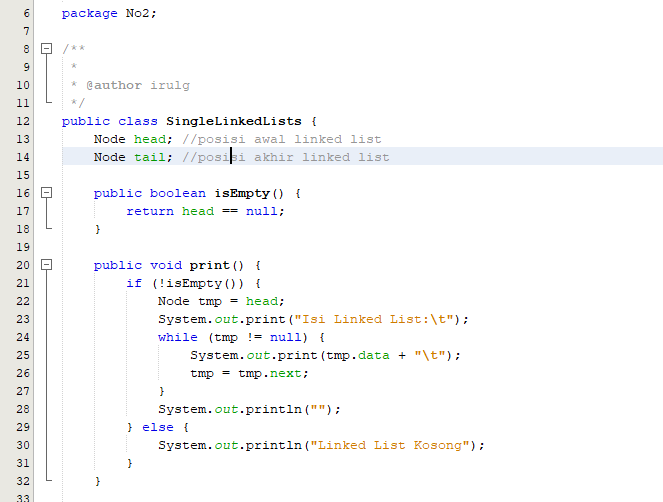 6 package No2;
7
8 /**
9 *
10 * @author irulg
11 */
12 public class SingleLinkedLists {
13 Node head; //posisi awal linked list
14 Node tail; //posisi akhir linked list
15
16 public boolean isEmpty() {
17 return head == null;
18 }
19
20 public void print() {
21 if (!isEmpty()) {
22 Node tmp = head;
23 System.out.print("Isi Linked List:\t");
24 while (tmp != null) {
25 System.out.print(tmp.data + "\t");
26 tmp = tmp.next;
27 }
28 System.out.println("");
29 } else {
30 System.out.println("Linked List Kosong");
31 }
32 }
33